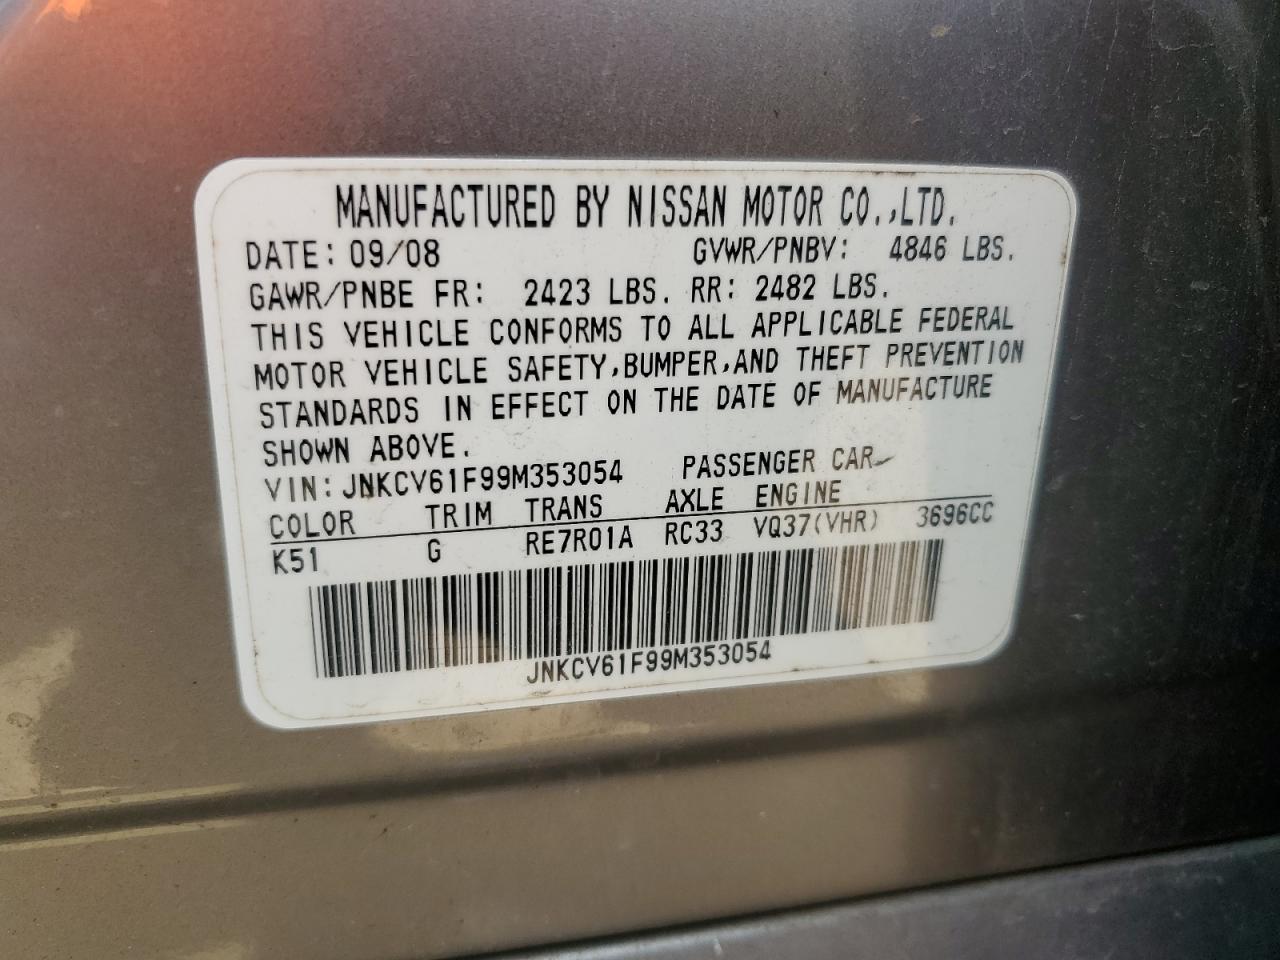 MANUFACTURED BY NISSAN MOTOR CO.,LTD.
DATE: 09/08 GVWR/PNBV: 4846 LBS.
GAWR/PNBE FR: 2423 LBS. RR: 2482 LBS.
THIS VEHICLE CONFORMS TO ALL APPLICABLE FEDERAL
MOTOR VEHICLE SAFETY,BUMPER,AND THEFT PREVENTION
STANDARDS IN EFFECT ON THE DATE OF MANUFACTURE
SHOWN ABOVE.
VIN: JNKCV61F99M353054 PASSENGER CAR
COLOR TRIM TRANS AXLE ENGINE
K51 G RE7R01A RC33 VQ37(VHR) 3696CC
JNKCV61F99M353054